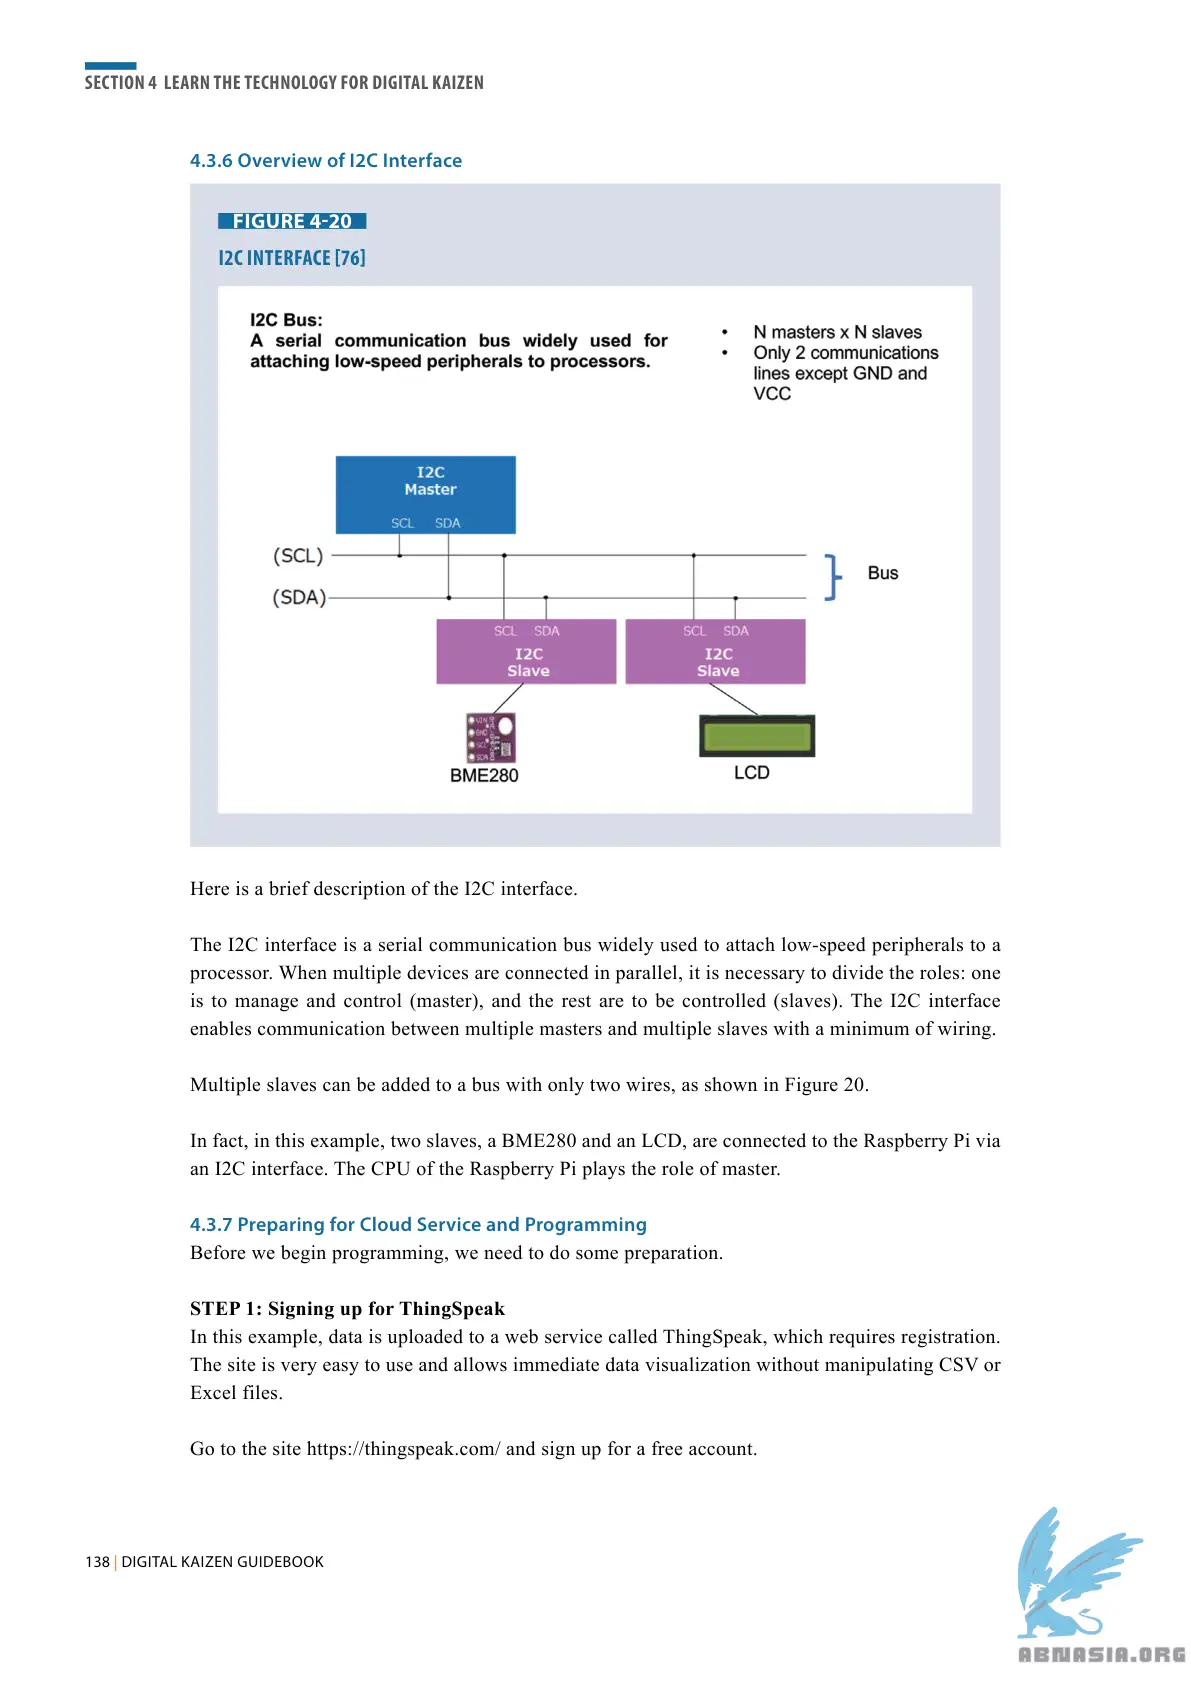 SECTION 4 LEARN THE TECHNOLOGY FOR DIGITAL KAIZEN
4.3.6 Overview of I2C Interface
FIGURE 4-20
I2C INTERFACE [76]
I2C Bus:
A serial communication bus widely used for
attaching low-speed peripherals to processors.
• N masters x N slaves
• Only 2 communications
lines except GND and
VCC
I2C
Master
SCL SDA
(SCL)
(SDA)
Bus
SCL SDA
I2C
Slave
SCL SDA
I2C
Slave
VIN
GND
SCL
SDA
BME280
LCD
Here is a brief description of the I2C interface.
The I2C interface is a serial communication bus widely used to attach low-speed peripherals to a
processor. When multiple devices are connected in parallel, it is necessary to divide the roles: one
is to manage and control (master), and the rest are to be controlled (slaves). The I2C interface
enables communication between multiple masters and multiple slaves with a minimum of wiring.
Multiple slaves can be added to a bus with only two wires, as shown in Figure 20.
In fact, in this example, two slaves, a BME280 and an LCD, are connected to the Raspberry Pi via
an I2C interface. The CPU of the Raspberry Pi plays the role of master.
4.3.7 Preparing for Cloud Service and Programming
Before we begin programming, we need to do some preparation.
STEP 1: Signing up for ThingSpeak
In this example, data is uploaded to a web service called ThingSpeak, which requires registration.
The site is very easy to use and allows immediate data visualization without manipulating CSV or
Excel files.
Go to the site https://thingspeak.com/ and sign up for a free account.
138 | DIGITAL KAIZEN GUIDEBOOK
ABNASIA.ORG